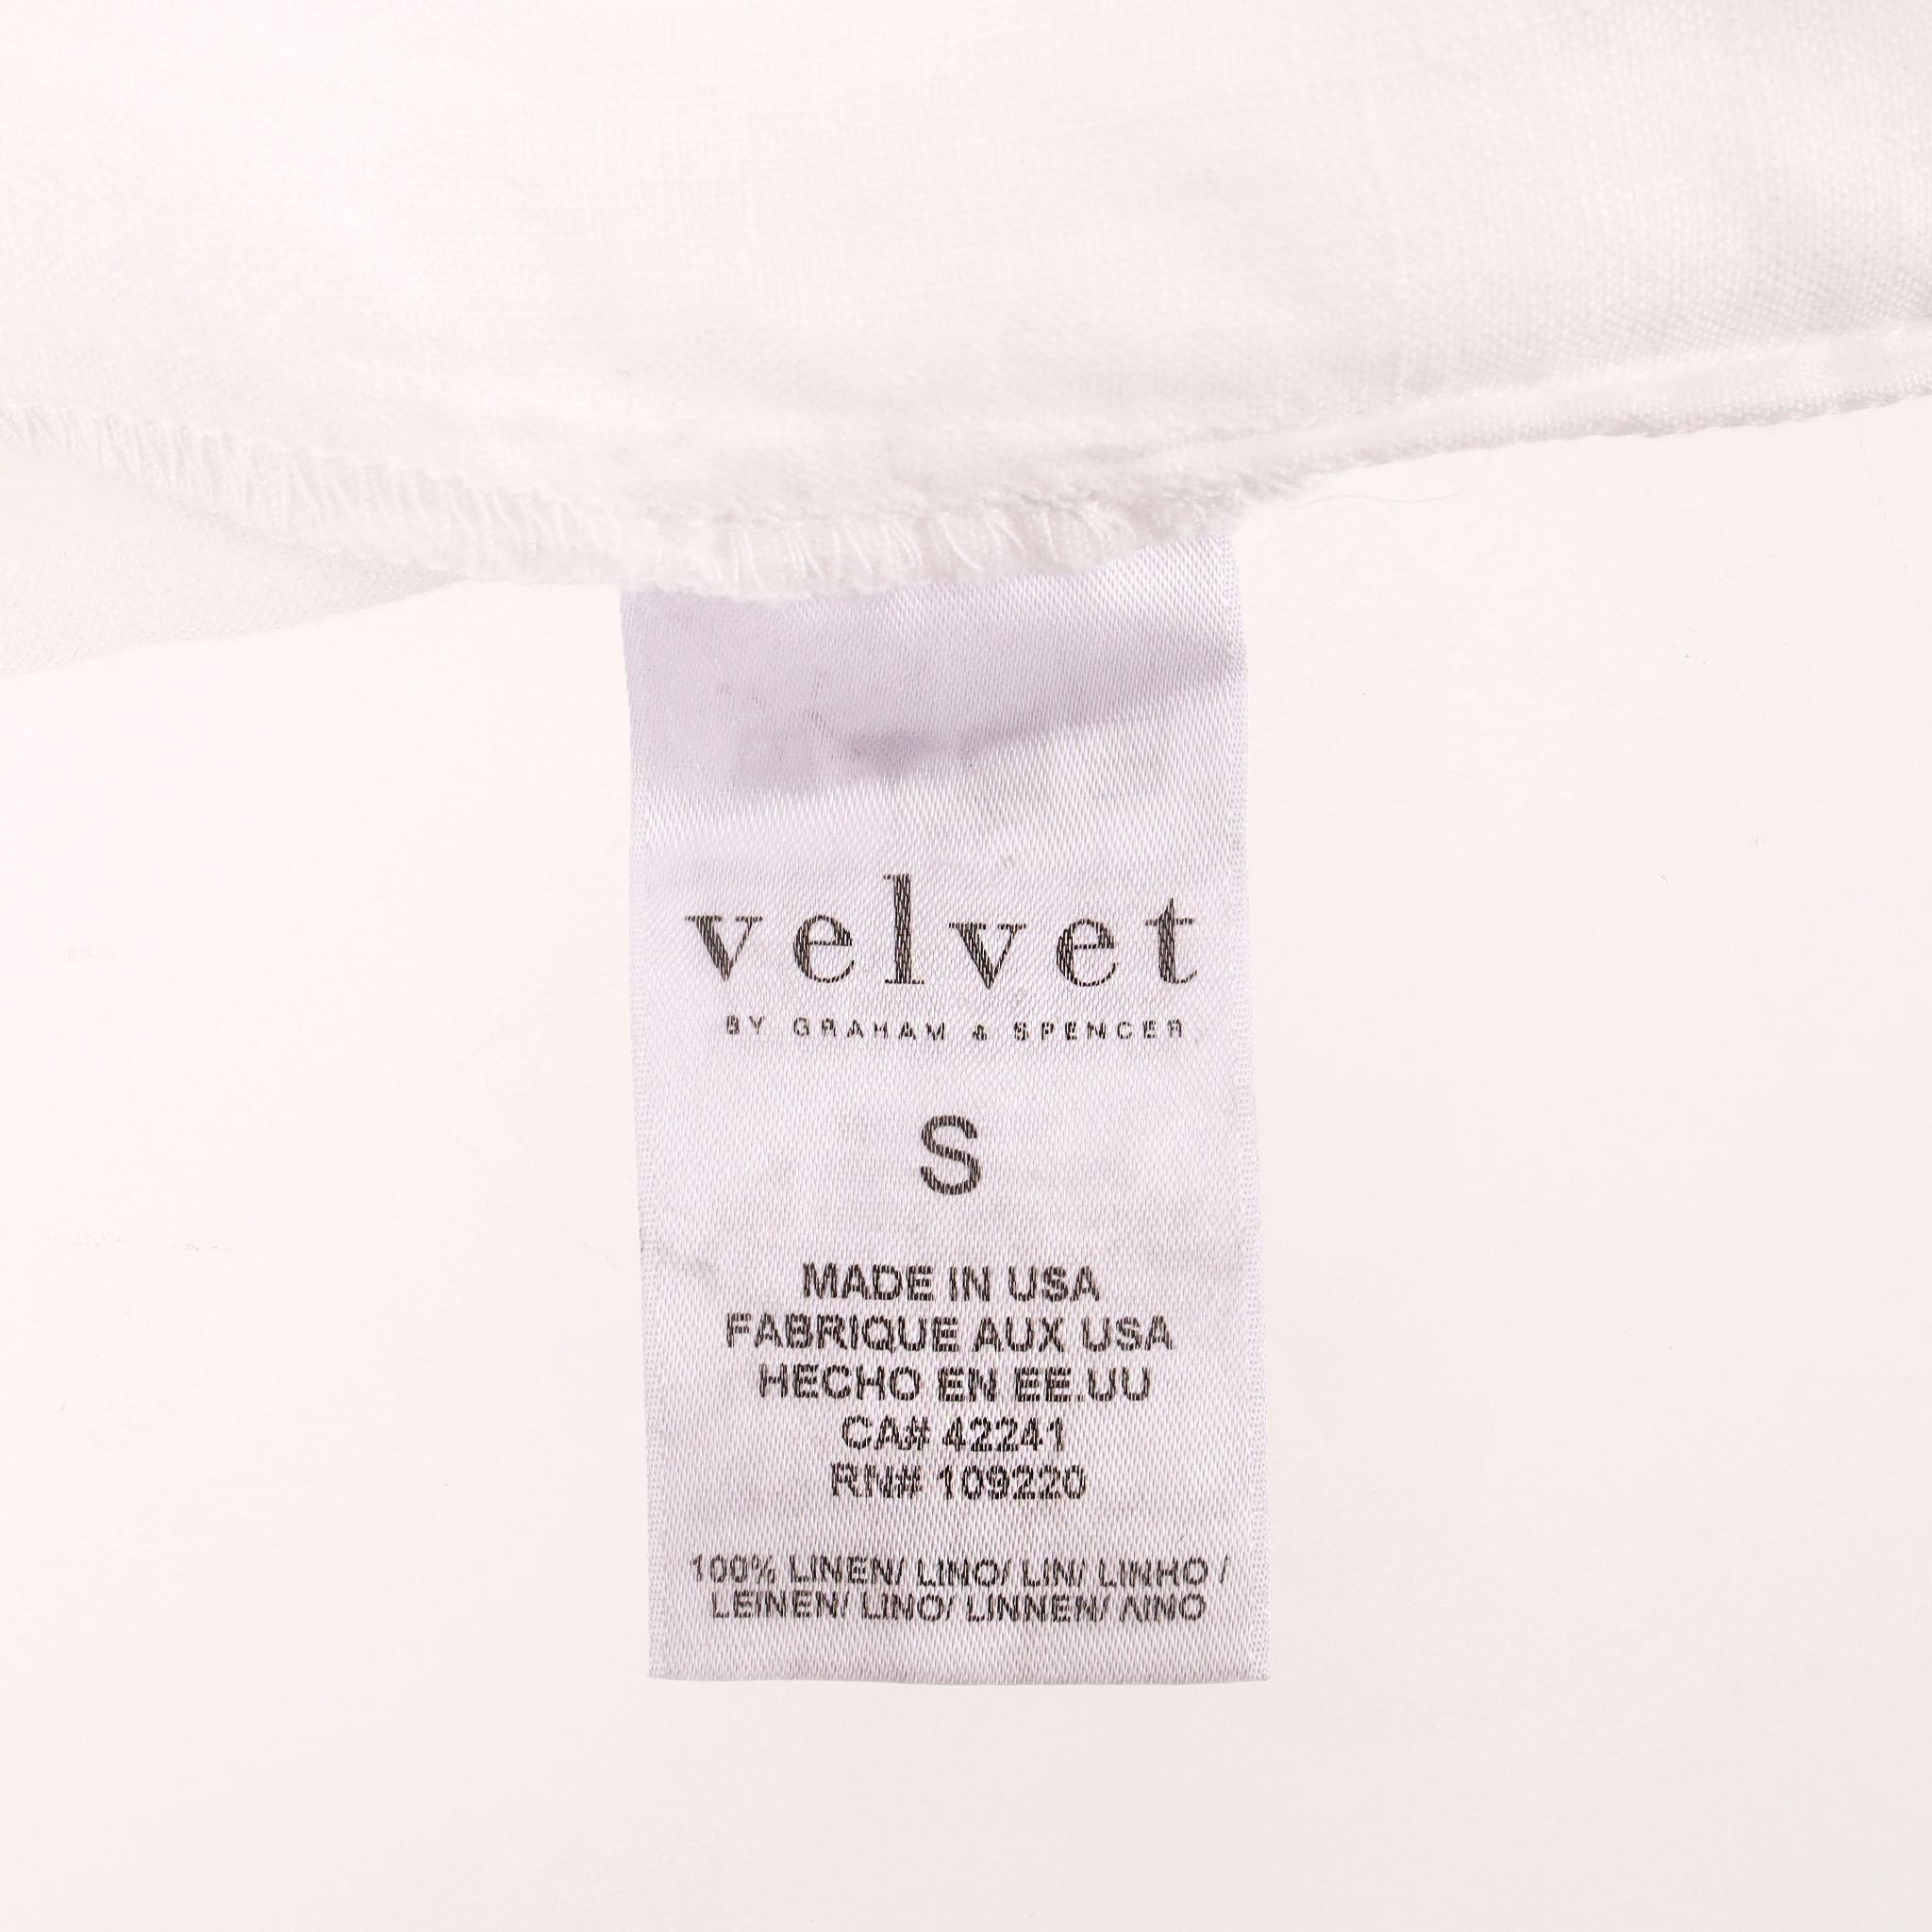 velvet
BY GRAHAM & SPENCER
S
MADE IN USA
FABRIQUE AUX USA
HECHO EN EE.UU
CA# 42241
RN# 109220
100% LINEN/ LINO/ LIN/ LINHO /
LEINEN/ LINO/ LINNEN/ ΛINO